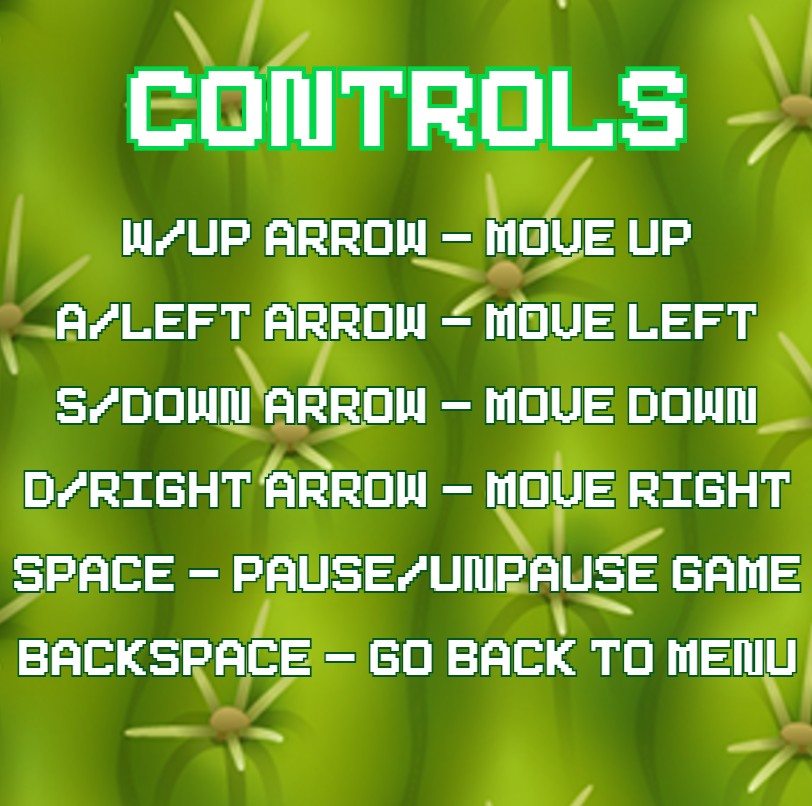 CONTROLS
W/UP ARROW - MOVE UP
A/LEFT ARROW - MOVE LEFT
S/DOWN ARROW - MOVE DOWN
D/RIGHT ARROW - MOVE RIGHT
SPACE - PAUSE/UNPAUSE GAME
BACKSPACE - GO BACK TO MENU